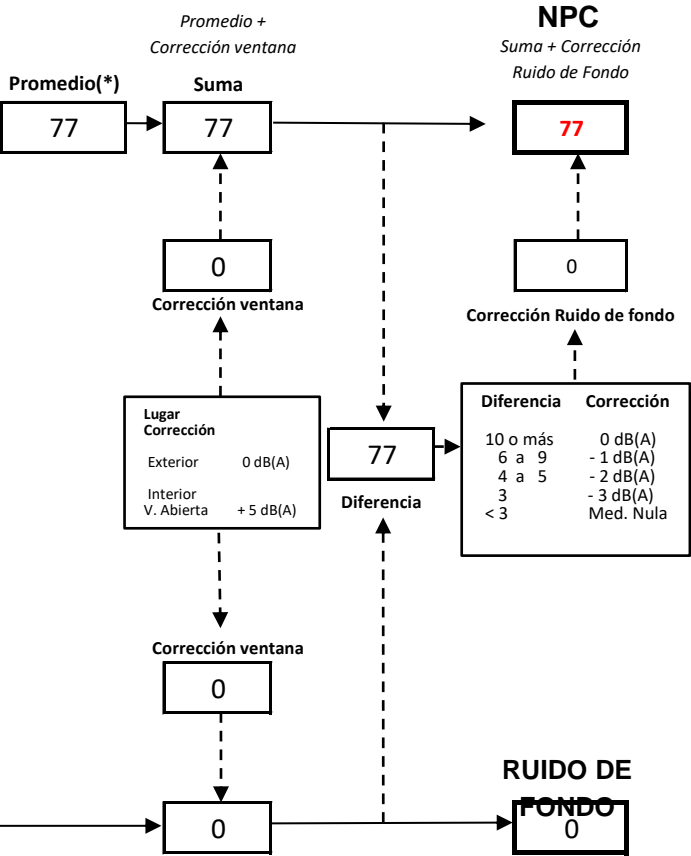 Promedio +
Corrección ventana
NPC
Suma + Corrección
Ruido de Fondo
Promedio(*)
Suma
77
77
77
0
0
Corrección ventana
Corrección Ruido de fondo
Lugar
Corrección
Exterior 0 dB(A)
Interior
V. Abierta + 5 dB(A)
77
Diferencia
Diferencia Corrección
10 o más 0 dB(A)
6 a 9 - 1 dB(A)
4 a 5 - 2 dB(A)
3 - 3 dB(A)
< 3 Med. Nula
Corrección ventana
0
RUIDO DE
FONDO
0
0